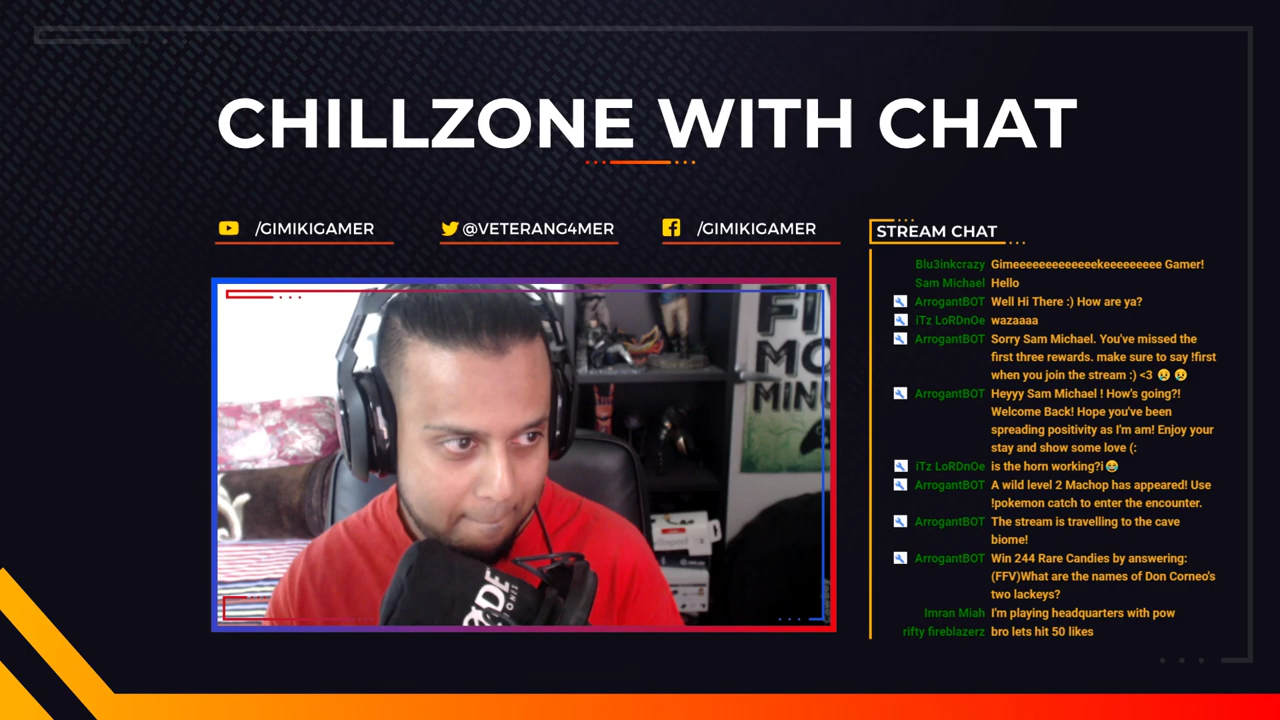 CHILLZONE WITH CHAT
/GIMIKIGAMER
@VETERANG4MER
/GIMIKIGAMER
STREAM CHAT
Blu3inkcrazy Gimeeeeeeeeeeeeekeeeeeeeee Gamer!
Sam Michael Hello
ArrogantBOT Well Hi There :) How are ya?
iTz LoRDnOe wazaaaa
ArrogantBOT Sorry Sam Michael. You've missed the
first three rewards. make sure to say !first
when you join the stream :) <3 😢 😢
ArrogantBOT Heyyy Sam Michael ! How's going?!
Welcome Back! Hope you've been
spreading positivity as I'm am! Enjoy your
stay and show some love (:
iTz LoRDnOe is the horn working?i😂
ArrogantBOT A wild level 2 Machop has appeared! Use
!pokemon catch to enter the encounter.
ArrogantBOT The stream is travelling to the cave
biome!
ArrogantBOT Win 244 Rare Candies by answering:
(FFV)What are the names of Don Corneo's
two lackeys?
Imran Miah I'm playing headquarters with pow
rifty fireblazerz bro lets hit 50 likes